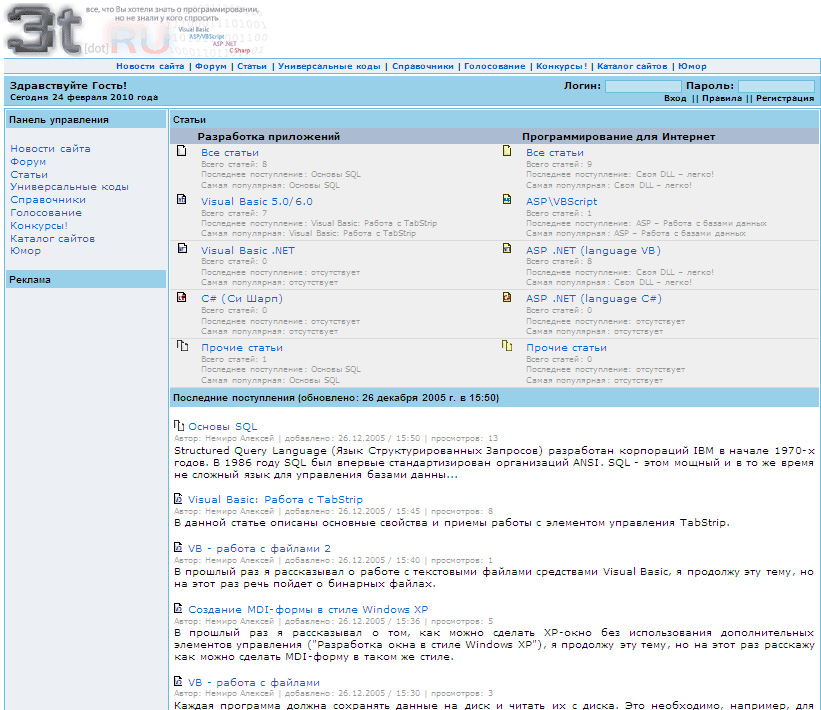 все, что Вы хотели знать о программировании,
но не знали у кого спросить
3t [dot] RU
Visual Basic
ASP/VBScript
ASP .NET
C Sharp
Новости сайта | Форум | Статьи | Универсальные коды | Справочники | Голосование | Конкурсы! | Каталог сайтов | Юмор
Здравствуйте Гость!
Сегодня 24 февраля 2010 года
Логин: Пароль:
Вход || Правила || Регистрация
Панель управления
Новости сайта
Форум
Статьи
Универсальные коды
Справочники
Голосование
Конкурсы!
Каталог сайтов
Юмор
Реклама
Статьи
Разработка приложений
Все статьи
Всего статей: 8
Последнее поступление: Основы SQL
Самая популярная: Основы SQL
Visual Basic 5.0/6.0
Всего статей: 7
Последнее поступление: Visual Basic: Работа с TabStrip
Самая популярная: Visual Basic: Работа с TabStrip
Visual Basic .NET
Всего статей: 0
Последнее поступление: отсутствует
Самая популярная: отсутствует
C# (Си Шарп)
Всего статей: 0
Последнее поступление: отсутствует
Самая популярная: отсутствует
Прочие статьи
Всего статей: 1
Последнее поступление: Основы SQL
Самая популярная: Основы SQL
Программирование для Интернет
Все статьи
Всего статей: 9
Последнее поступление: Своя DLL – легко!
Самая популярная: Своя DLL – легко!
ASP\VBScript
Всего статей: 1
Последнее поступление: ASP – Работа с базами данных
Самая популярная: ASP – Работа с базами данных
ASP .NET (language VB)
Всего статей: 8
Последнее поступление: Своя DLL – легко!
Самая популярная: Своя DLL – легко!
ASP .NET (language C#)
Всего статей: 0
Последнее поступление: отсутствует
Самая популярная: отсутствует
Прочие статьи
Всего статей: 0
Последнее поступление: отсутствует
Самая популярная: отсутствует
Последние поступления (обновлено: 26 декабря 2005 г. в 15:50)
Основы SQL
Автор: Немиро Алексей | добавлено: 26.12.2005 / 15:50 | просмотров: 13
Structured Query Language (Язык Структурированных Запросов) разработан корпораций IBM в начале 1970-х
годов. В 1986 году SQL был впервые стандартизирован организаций ANSI. SQL - этом мощный и в то же время
не сложный язык для управления базами данны...
Visual Basic: Работа с TabStrip
Автор: Немиро Алексей | добавлено: 26.12.2005 / 15:45 | просмотров: 8
В данной статье описаны основные свойства и приемы работы с элементом управления TabStrip.
VB - работа с файлами 2
Автор: Немиро Алексей | добавлено: 26.12.2005 / 15:40 | просмотров: 1
В прошлый раз я рассказывал о работе с текстовыми файлами средствами Visual Basic, я продолжу эту тему, но
на этот раз речь пойдет о бинарных файлах.
Создание MDI-формы в стиле Windows XP
Автор: Немиро Алексей | добавлено: 26.12.2005 / 15:36 | просмотров: 5
В прошлый раз я рассказывал о том, как можно сделать XP-окно без использования дополнительных
элементов управления ("Разработка окна в стиле Windows XP"), я продолжу эту тему, но на этот раз расскажу
как можно сделать MDI-форму в таком же стиле.
VB - работа с файлами
Автор: Немиро Алексей | добавлено: 26.12.2005 / 15:30 | просмотров: 3
Каждая программа должна сохранять данные на диск и читать их с диска. Это необходимо, например, для